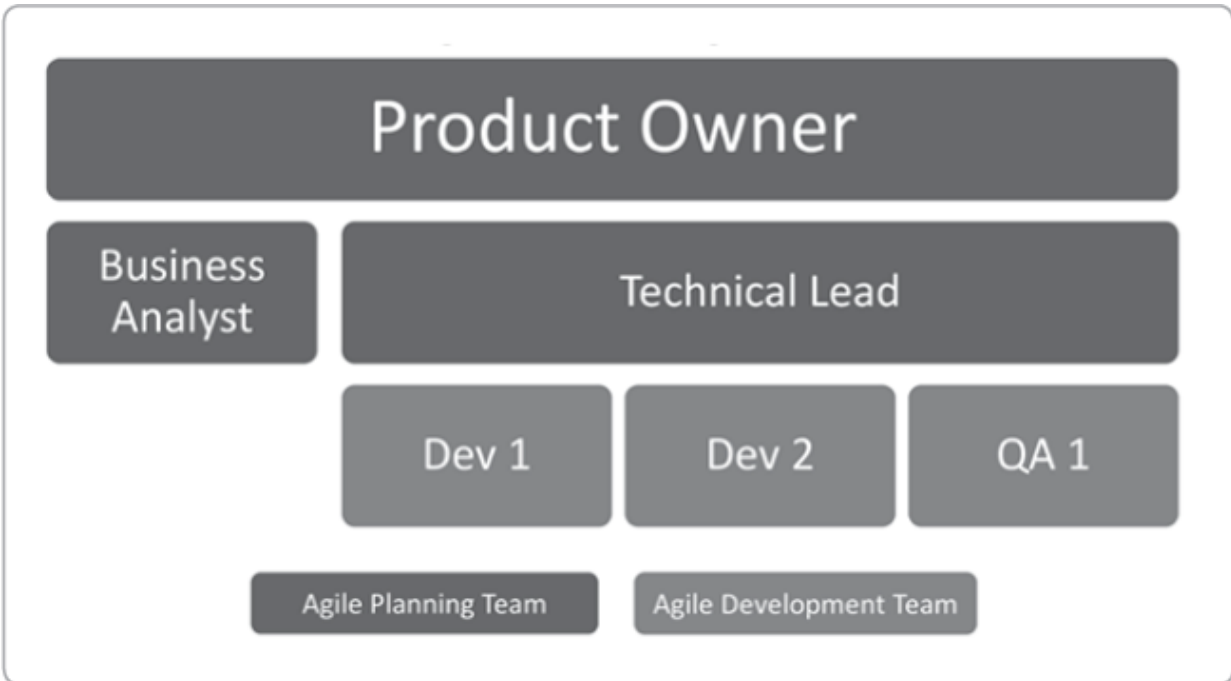 Product Owner
Business
Analyst
Technical Lead
Dev 1
Dev 2
QA 1
Agile Planning Team
Agile Development Team